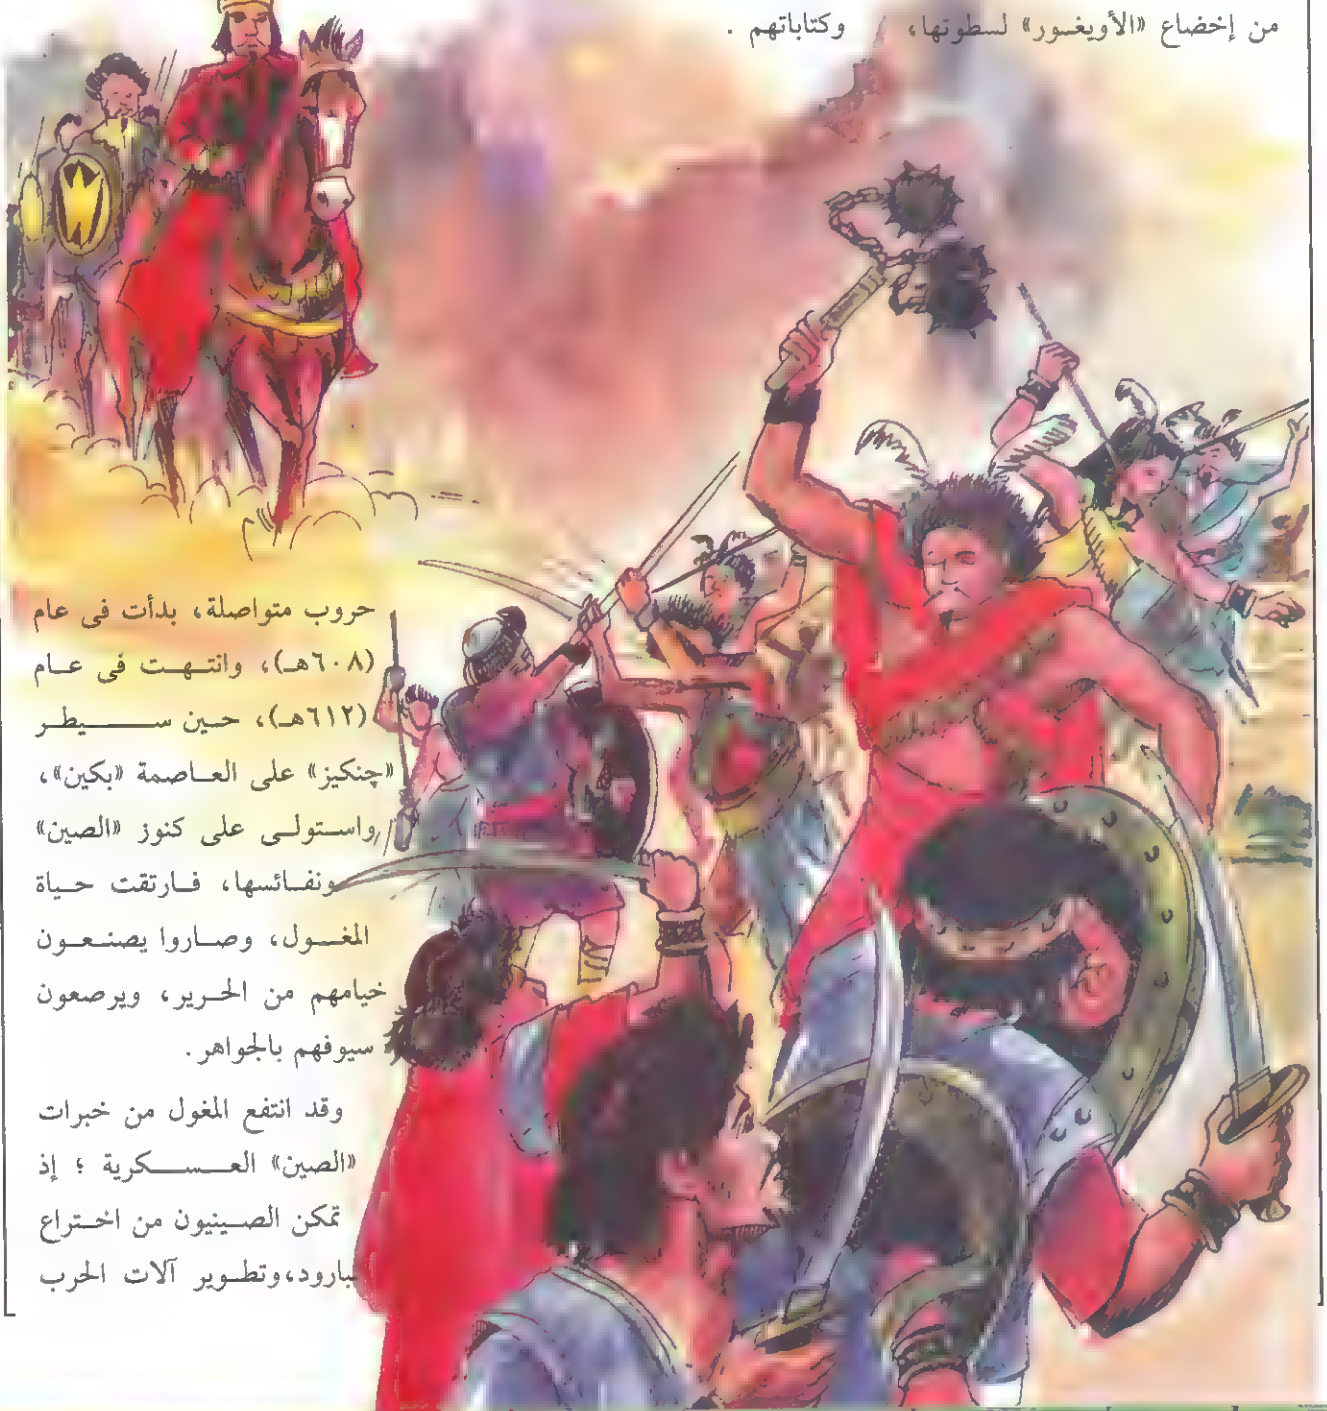 من إخضاع «الأويغور» لسطوتها،
وكتاباتهم .
حروب متواصلة، بدأت فى عام
(٦٠٨هـ)، وانتهت فى عام
(٦١٢هـ)، حين سيطر
«چنكيز» على العاصمة «بكين»،
واستولى على كنوز «الصين»
ونفائسها، فارتقت حياة
المغول، وصاروا يصنعون
خيامهم من الحرير، ويرصعون
سيوفهم بالجواهر.
وقد انتفع المغول من خبرات
«الصين» العسكرية ؛ إذ
تمكن الصينيون من اختراع
البارود،وتطوير آلات الحرب